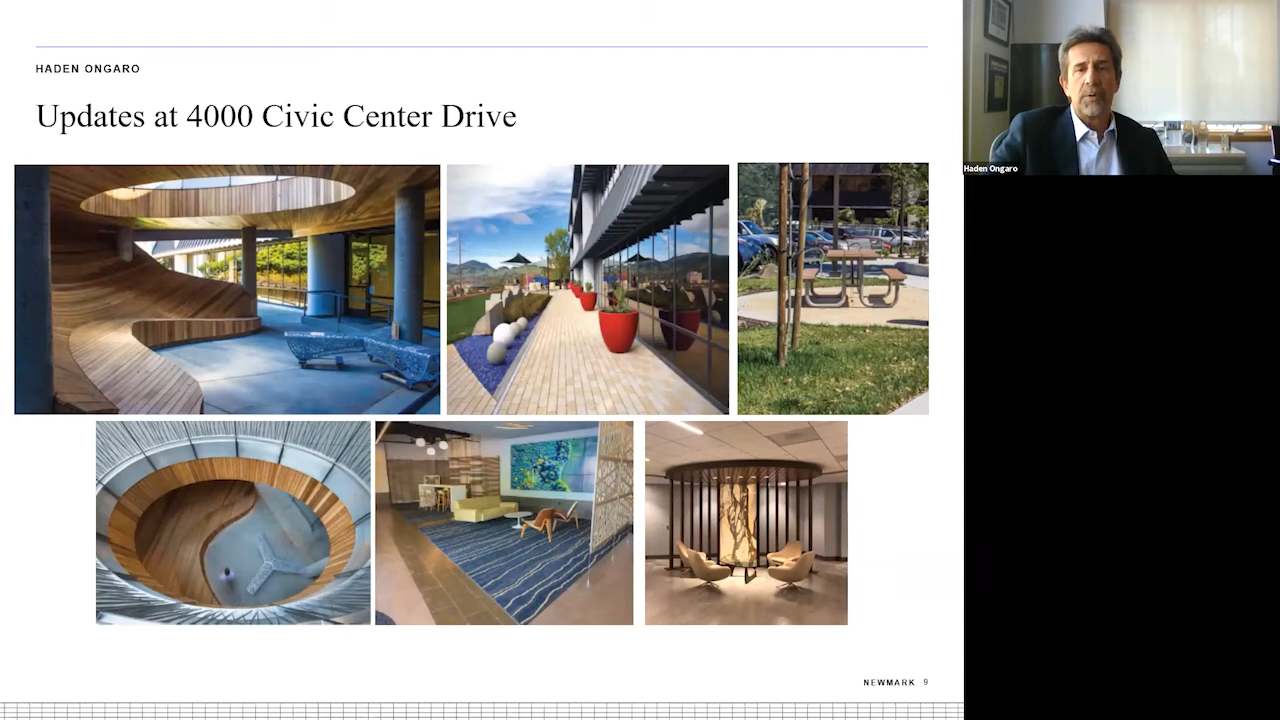 HADEN ONGARO
Updates at 4000 Civic Center Drive
Haden Ongaro
NEWMARK 9